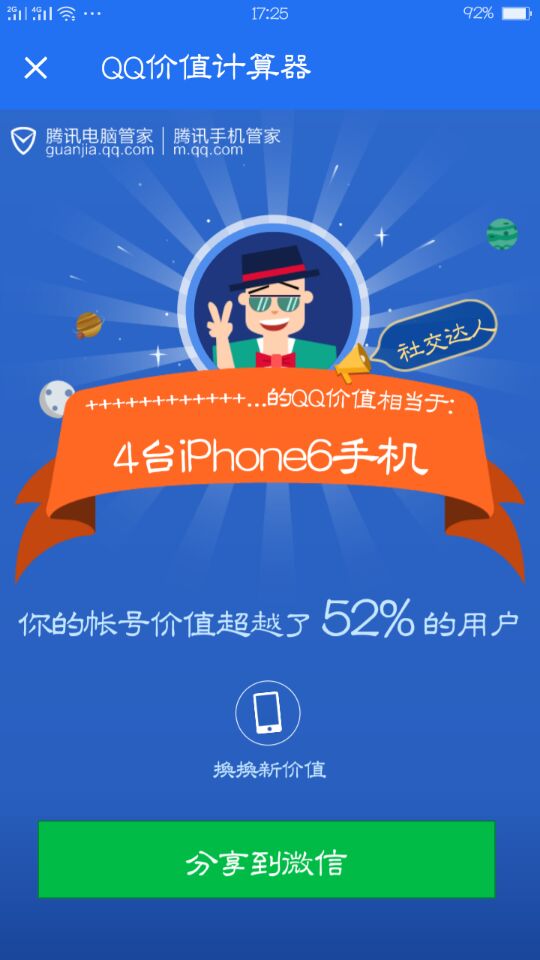 2G 4G 17:25 92%
QQ价值计算器
腾讯电脑管家 | 腾讯手机管家
guanjia.qq.com | m.qq.com
社交达人
++++++++++++...的QQ价值相当于:
4台iPhone6手机
你的帐号价值超越了 52% 的用户
换换新价值
分享到微信